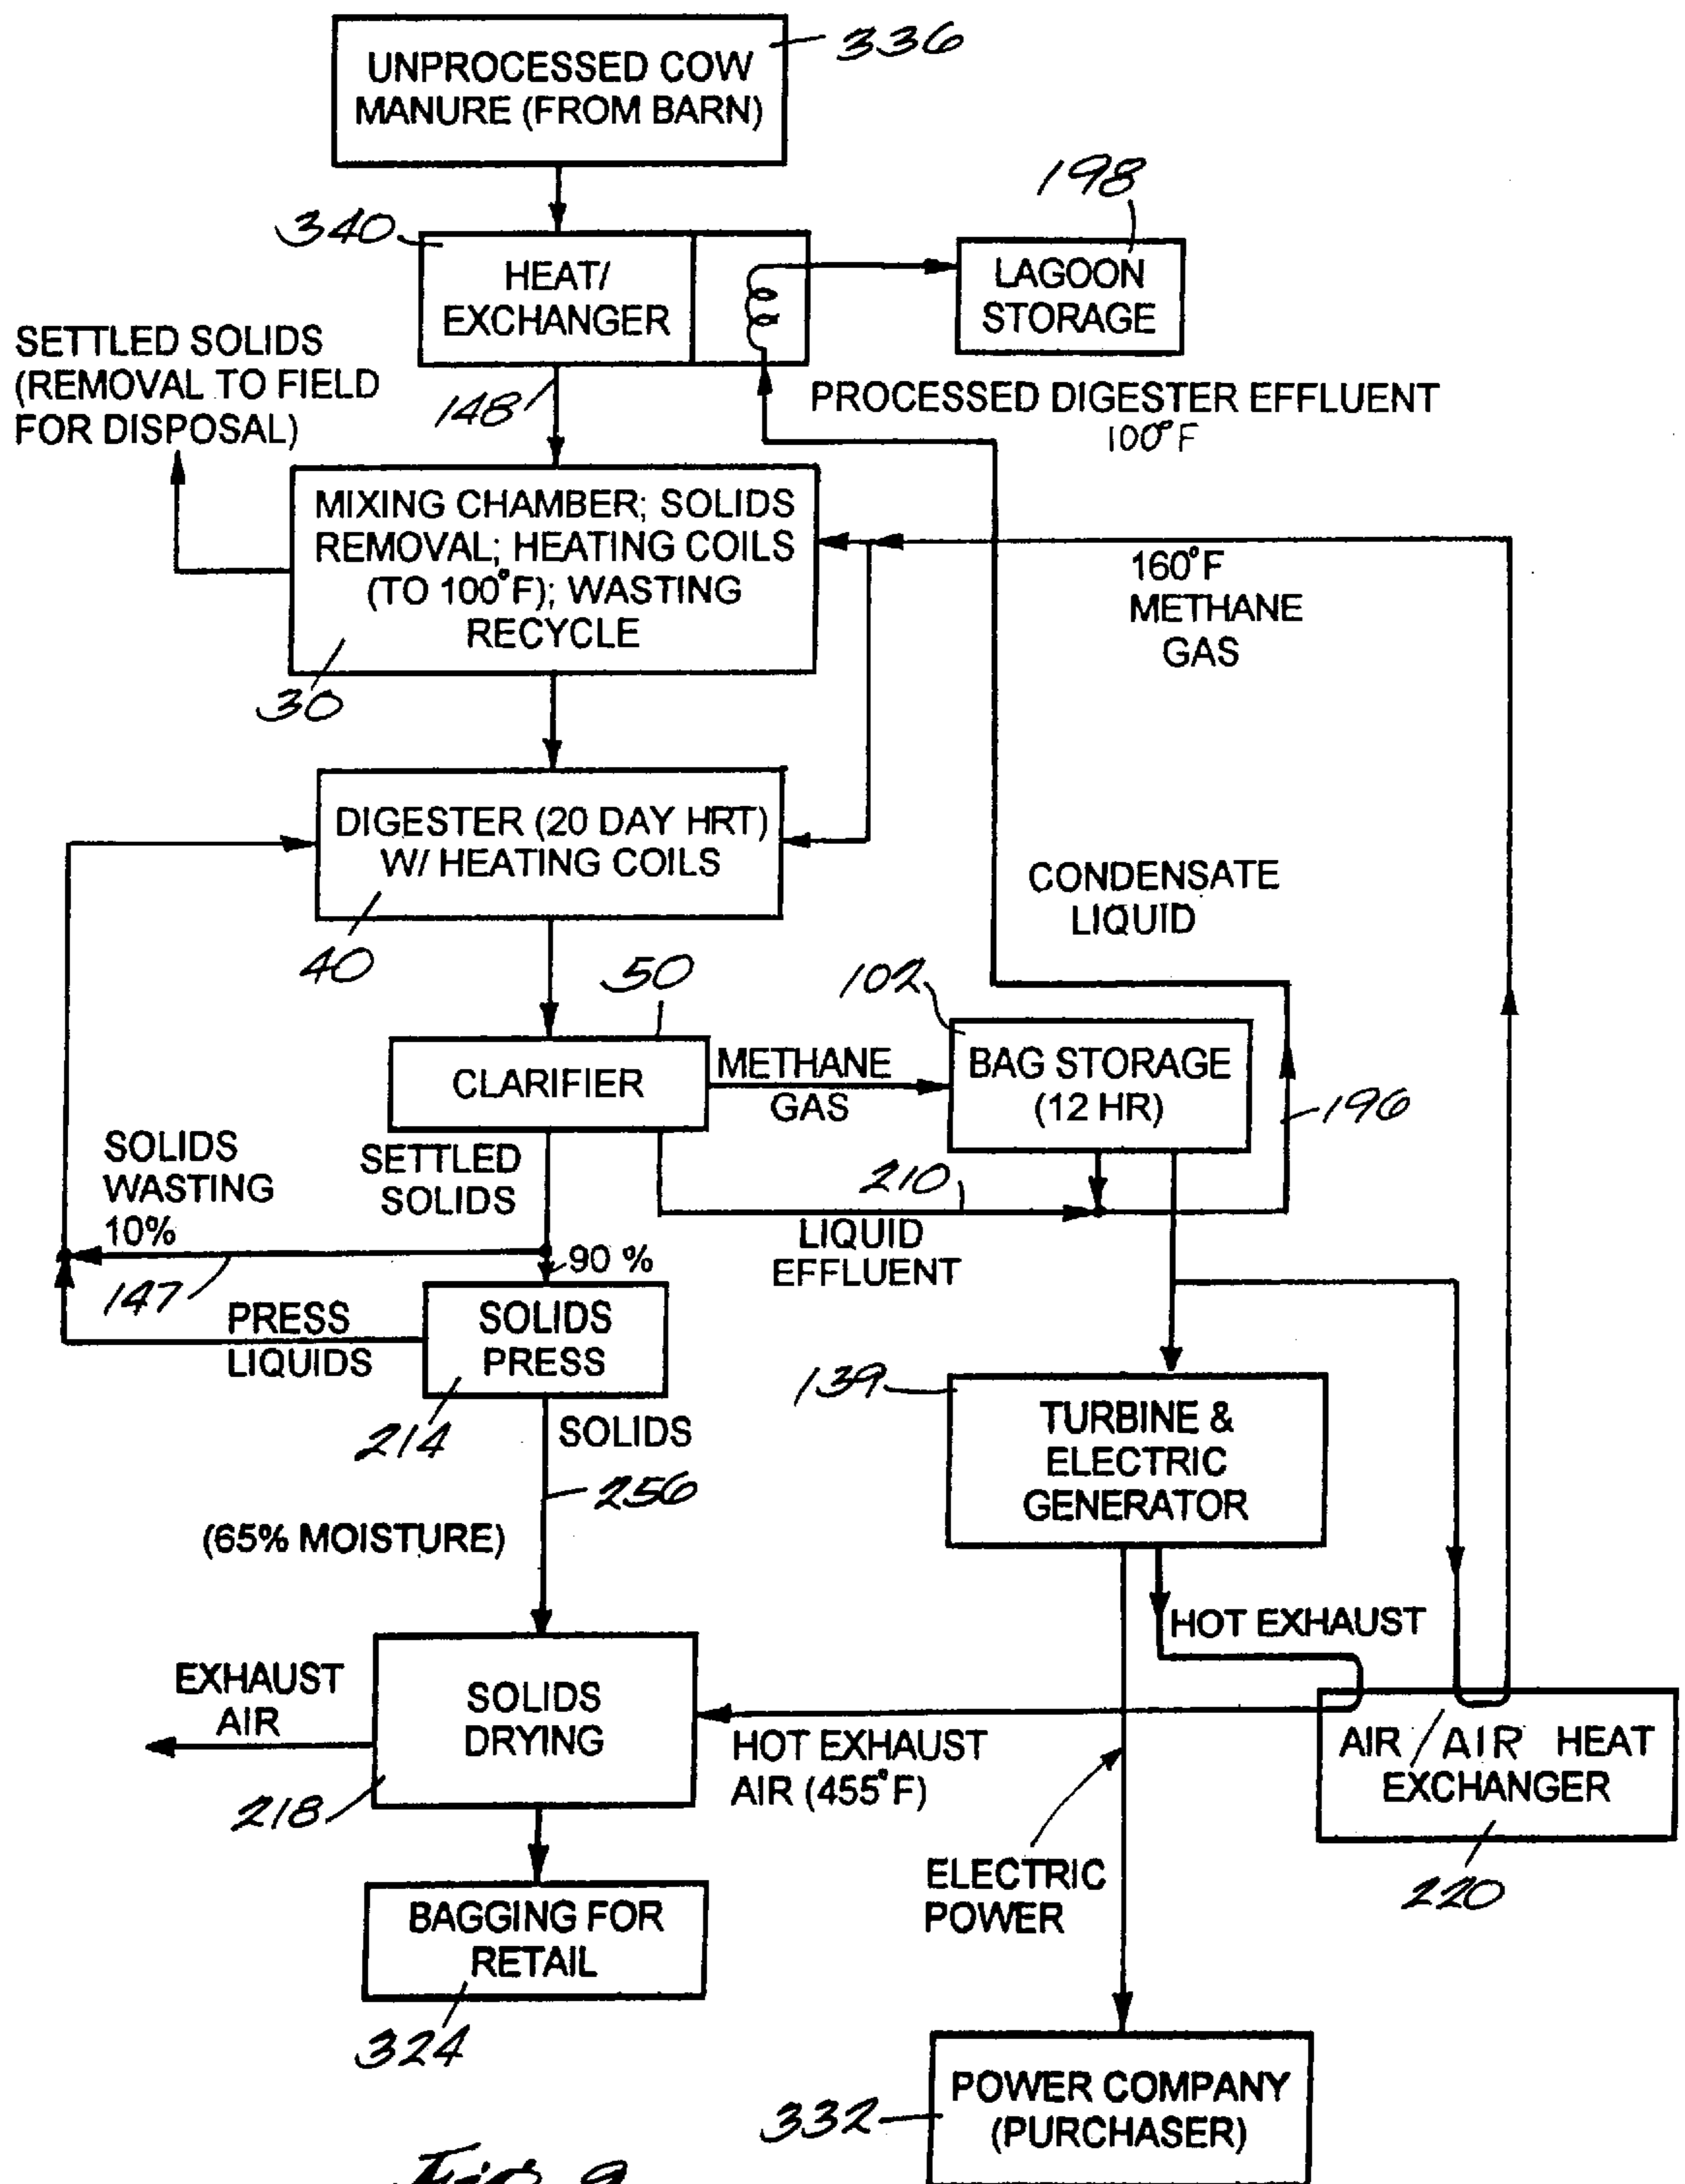 336
UNPROCESSED COW
MANURE (FROM BARN)
198
340
HEAT/
EXCHANGER
LAGOON
STORAGE
SETTLED SOLIDS
(REMOVAL TO FIELD
FOR DISPOSAL)
148
PROCESSED DIGESTER EFFLUENT
100°F
MIXING CHAMBER; SOLIDS
REMOVAL; HEATING COILS
(TO 100°F); WASTING
RECYCLE
160°F
METHANE
GAS
30
DIGESTER (20 DAY HRT)
W/ HEATING COILS
40
CONDENSATE
LIQUID
50
102
CLARIFIER
METHANE
GAS
BAG STORAGE
(12 HR)
196
SOLIDS
WASTING
10%
SETTLED
SOLIDS
210
LIQUID
EFFLUENT
90 %
147
PRESS
LIQUIDS
SOLIDS
PRESS
214
139
TURBINE &
ELECTRIC
GENERATOR
SOLIDS
256
(65% MOISTURE)
HOT EXHAUST
EXHAUST
AIR
SOLIDS
DRYING
HOT EXHAUST
AIR (455°F)
AIR/AIR HEAT
EXCHANGER
218
220
ELECTRIC
POWER
BAGGING FOR
RETAIL
324
POWER COMPANY
(PURCHASER)
332
Fig. 9